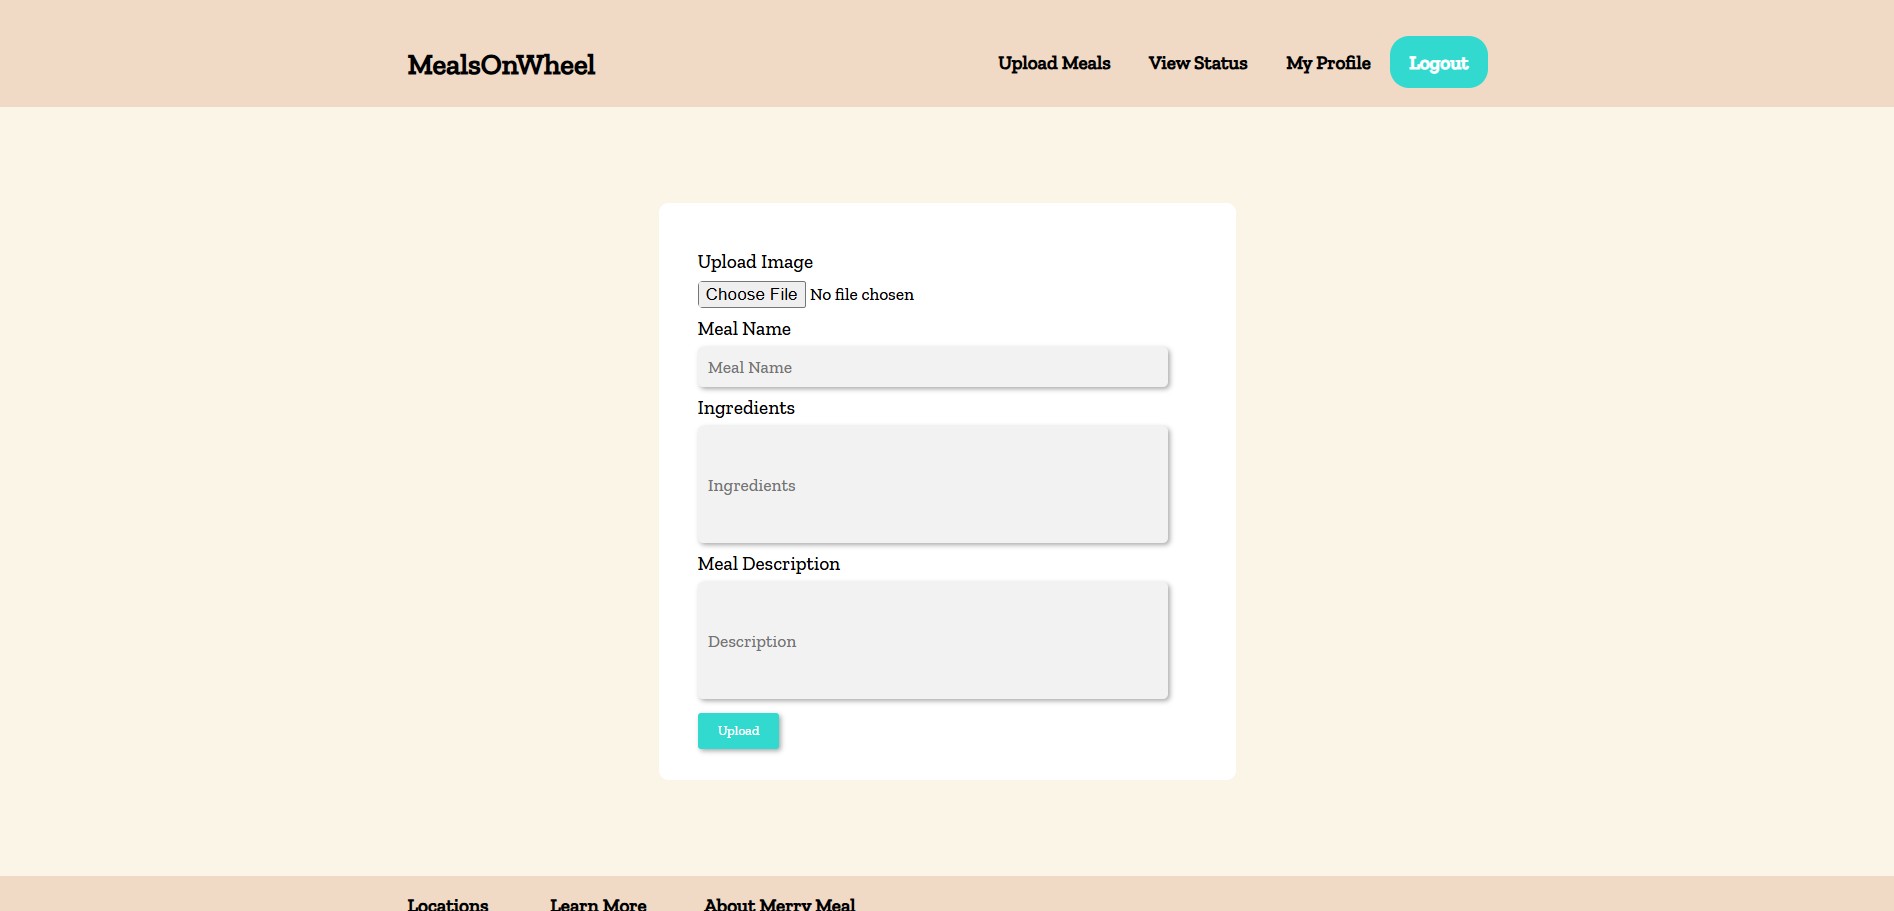 MealsOnWheel
Upload Meals
View Status
My Profile
Logout
Upload Image
Choose File No file chosen
Meal Name
Meal Name
Ingredients
Ingredients
Meal Description
Description
Upload
Locations
Learn More
About Merry Meal